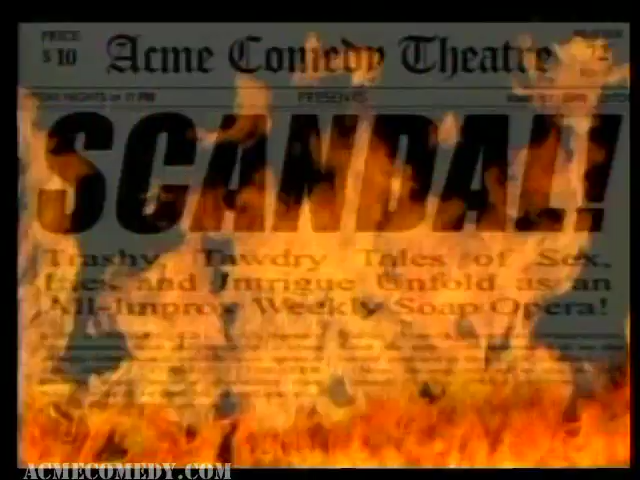 PRICE
$10
Acme Comedy Theatre
PRESENTS
SCANDAL!
Trashy, Tawdry Tales of Sex,
Lies and Intrigue Unfold as an
All-Improv Weekly Soap Opera!
ACMECOMEDY.COM